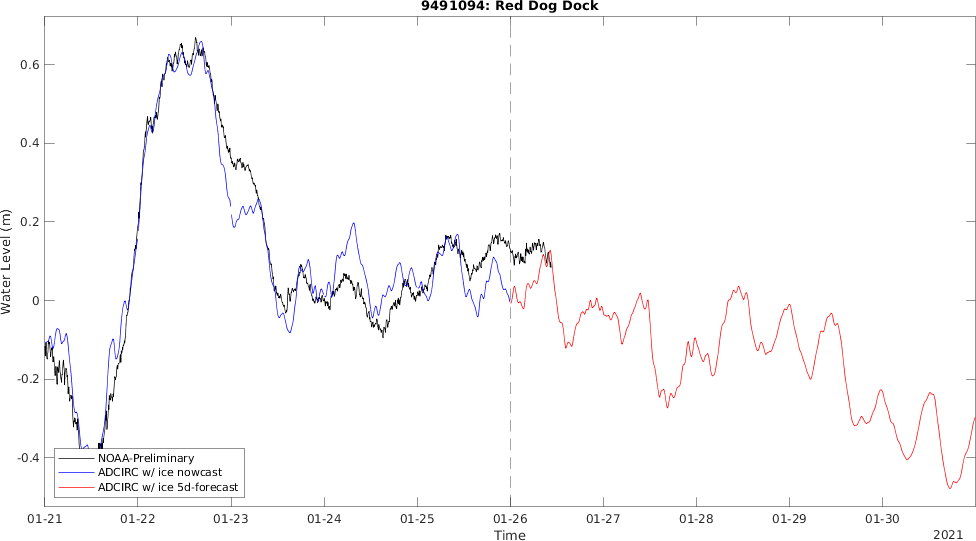 9491094: Red Dog Dock
Water Level (m)
0.6
0.4
0.2
0
-0.2
-0.4
NOAA-Preliminary
ADCIRC w/ ice nowcast
ADCIRC w/ ice 5d-forecast
01-21 01-22 01-23 01-24 01-25 01-26 01-27 01-28 01-29 01-30
Time
2021